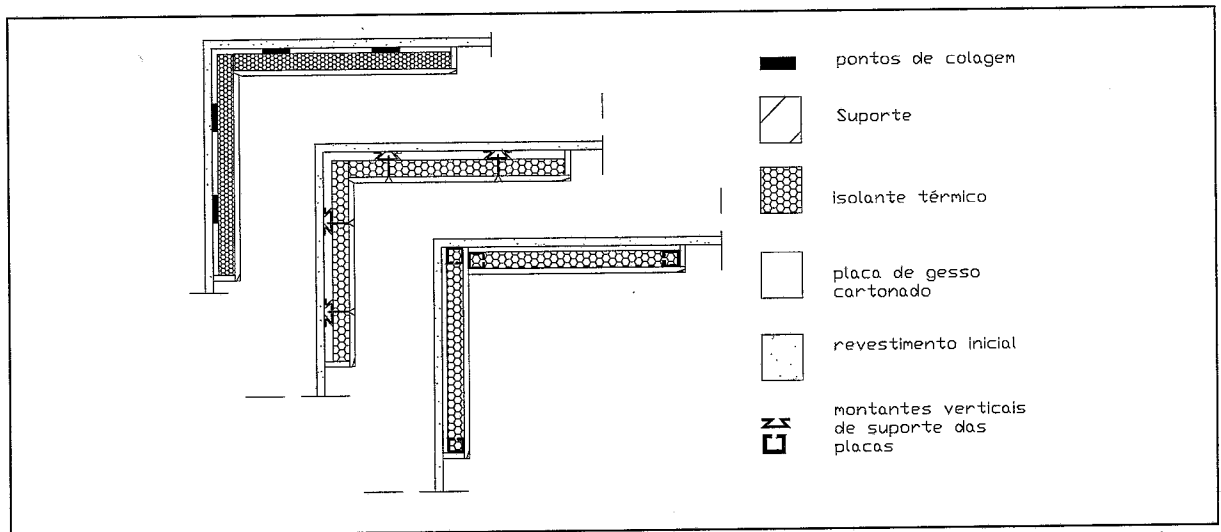 pontos de colagem
Suporte
isolante térmico
placa de gesso
cartonado
revestimento inicial
montantes verticais
de suporte das
placas